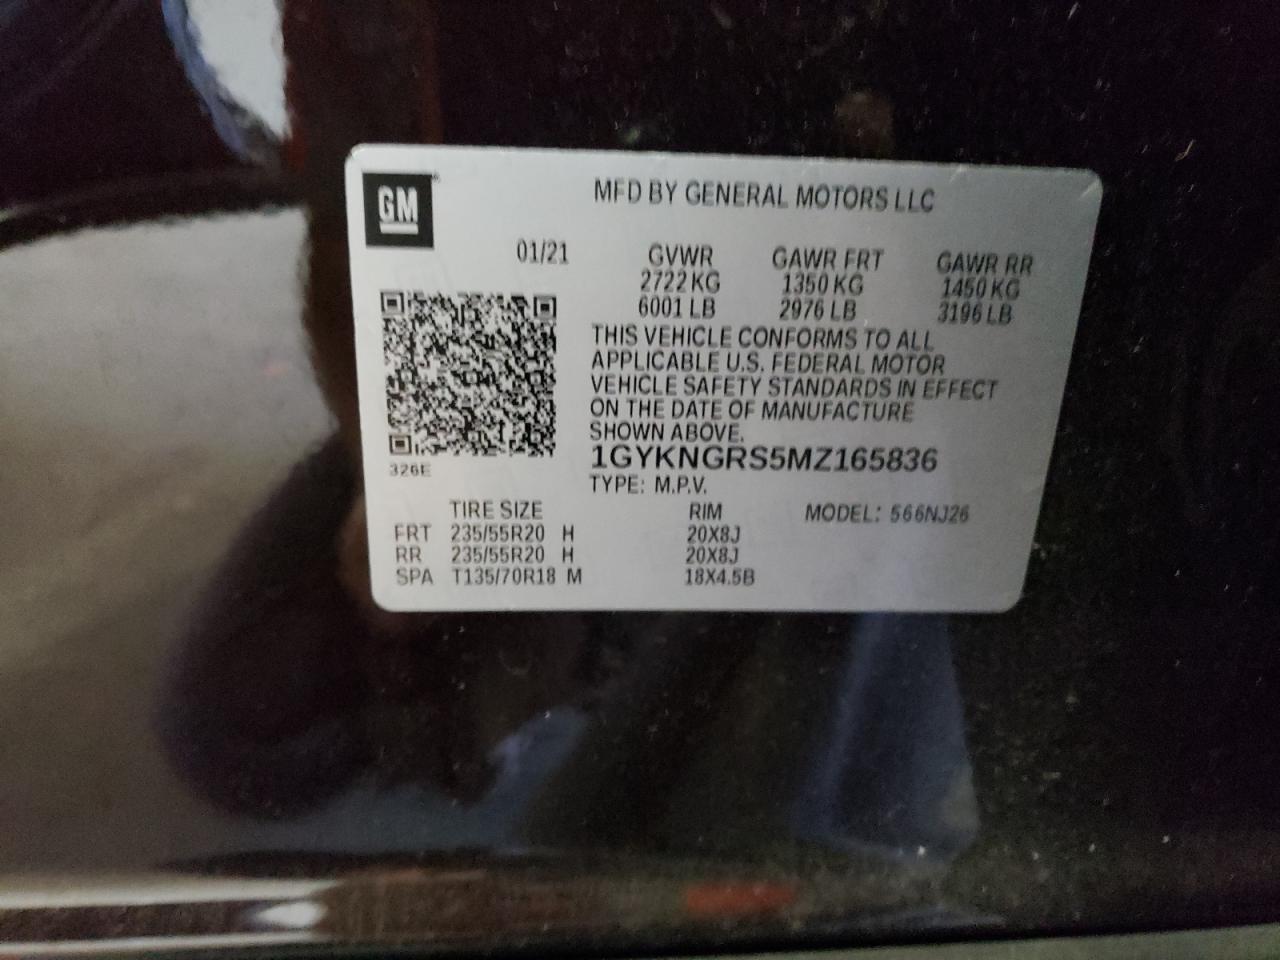 GM
MFD BY GENERAL MOTORS LLC
01/21 GVWR GAWR FRT GAWR RR
2722 KG 1350 KG 1450 KG
6001 LB 2976 LB 3196 LB
THIS VEHICLE CONFORMS TO ALL
APPLICABLE U.S. FEDERAL MOTOR
VEHICLE SAFETY STANDARDS IN EFFECT
ON THE DATE OF MANUFACTURE
SHOWN ABOVE.
1GYKNGRS5MZ165836
326E
TYPE: M.P.V.
TIRE SIZE RIM MODEL: 566NJ26
FRT 235/55R20 H 20X8J
RR 235/55R20 H 20X8J
SPA T135/70R18 M 18X4.5B